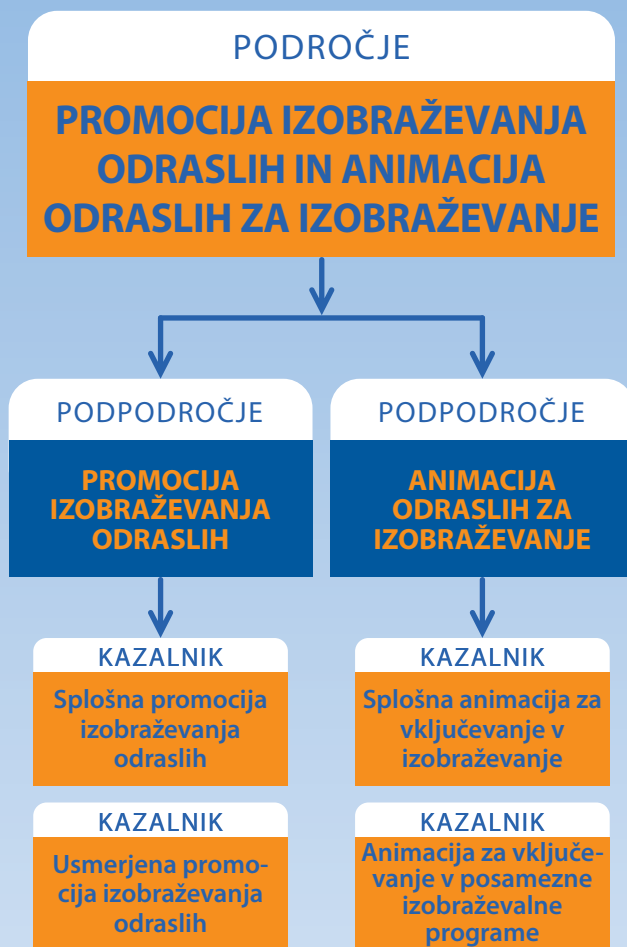 PODROČJE
PROMOCIJA IZOBRAŽEVANJA
ODRASLIH IN ANIMACIJA
ODRASLIH ZA IZOBRAŽEVANJE
PODPODROČJE
PROMOCIJA
IZOBRAŽEVANJA
ODRASLIH
KAZALNIK
Splošna promocija
izobraževanja
odraslih
KAZALNIK
Usmerjena promo-
cija izobraževanja
odraslih
PODPODROČJE
ANIMACIJA
ODRASLIH ZA
IZOBRAŽEVANJE
KAZALNIK
Splošna animacija za
vključevanje v
izobraževanje
KAZALNIK
Animacija za vključe-
vanje v posamezne
izobraževalne
programe